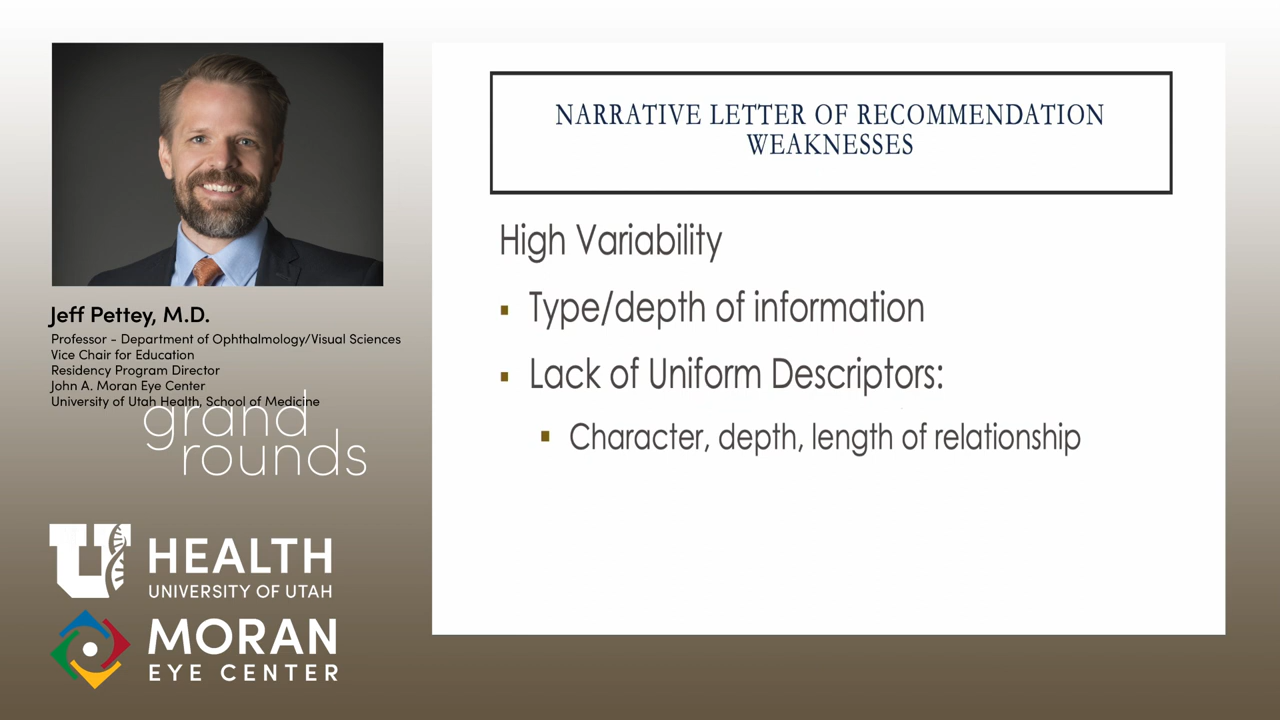 Jeff Pettey, M.D.
Professor - Department of Ophthalmology/Visual Sciences
Vice Chair for Education
Residency Program Director
John A. Moran Eye Center
University of Utah Health, School of Medicine
grand
rounds
U HEALTH
UNIVERSITY OF UTAH
MORAN
EYE CENTER
NARRATIVE LETTER OF RECOMMENDATION
WEAKNESSES
High Variability
▪ Type/depth of information
▪ Lack of Uniform Descriptors:
▪ Character, depth, length of relationship